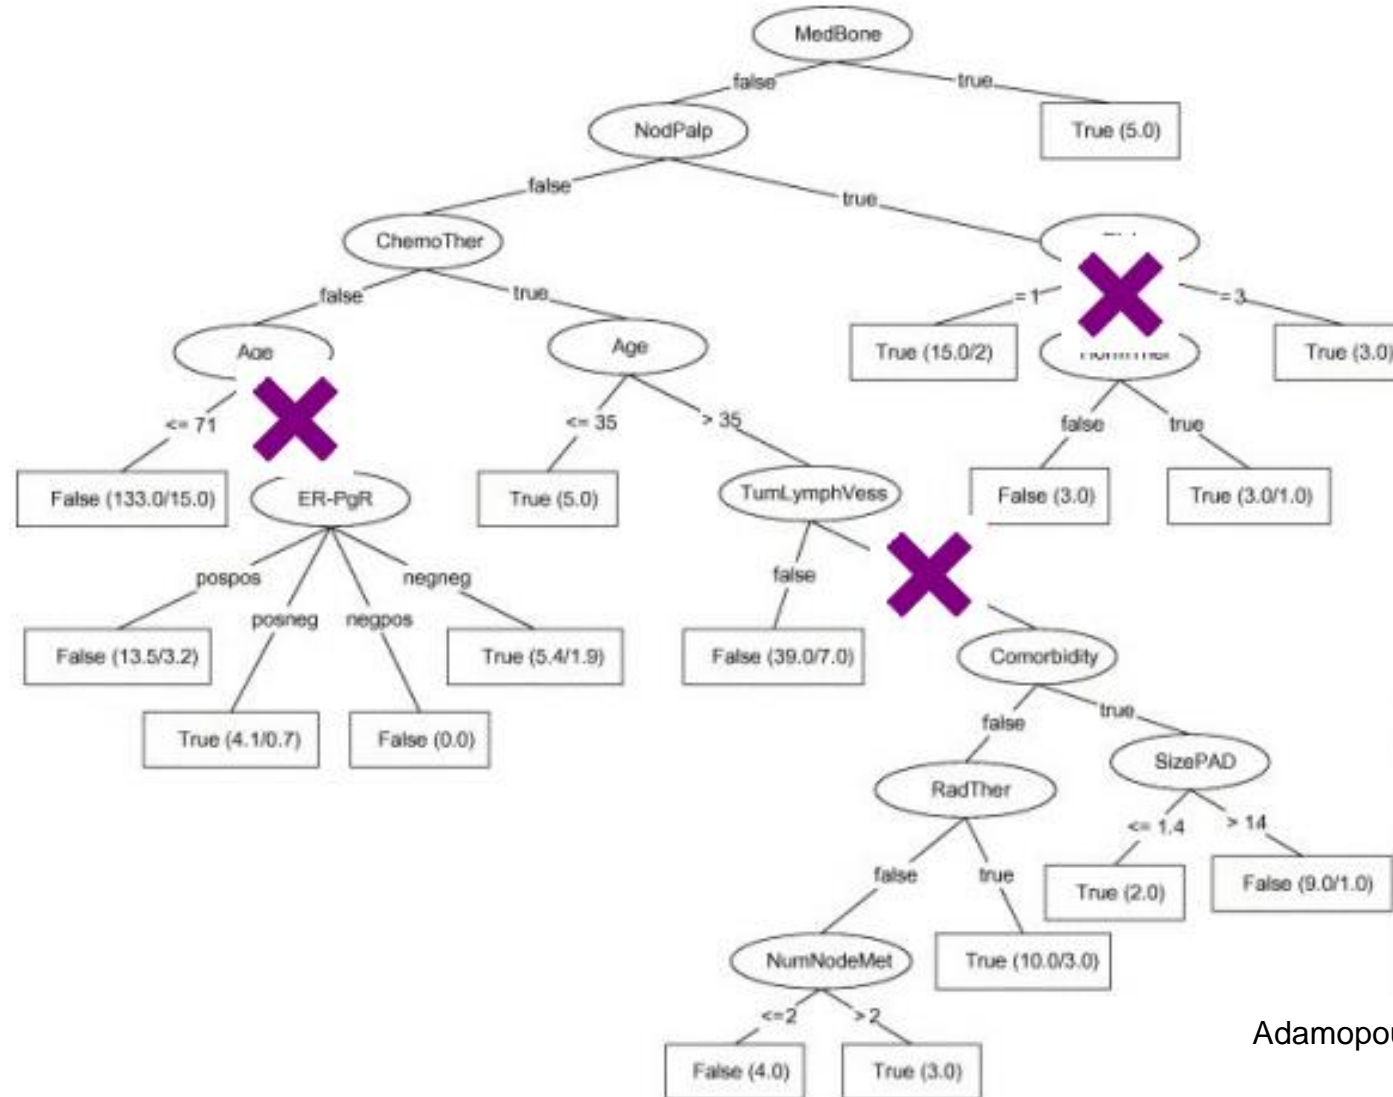 MedBone
false
true
NodPalp
True (5.0)
false
true
ChemoTher
false
true
= 1
= 3
Age
Age
True (15.0/2)
True (3.0)
<= 71
<= 35
> 35
false
true
False (133.0/15.0)
ER-PgR
True (5.0)
TumLymphVess
False (3.0)
True (3.0/1.0)
pospos
negneg
false
posneg
negpos
False (13.5/3.2)
True (5.4/1.9)
False (39.0/7.0)
Comorbidity
false
true
True (4.1/0.7)
False (0.0)
RadTher
SizePAD
<= 1.4
> 14
false
true
True (2.0)
False (9.0/1.0)
NumNodeMet
True (10.0/3.0)
<=2
>2
Adamopou
False (4.0)
True (3.0)